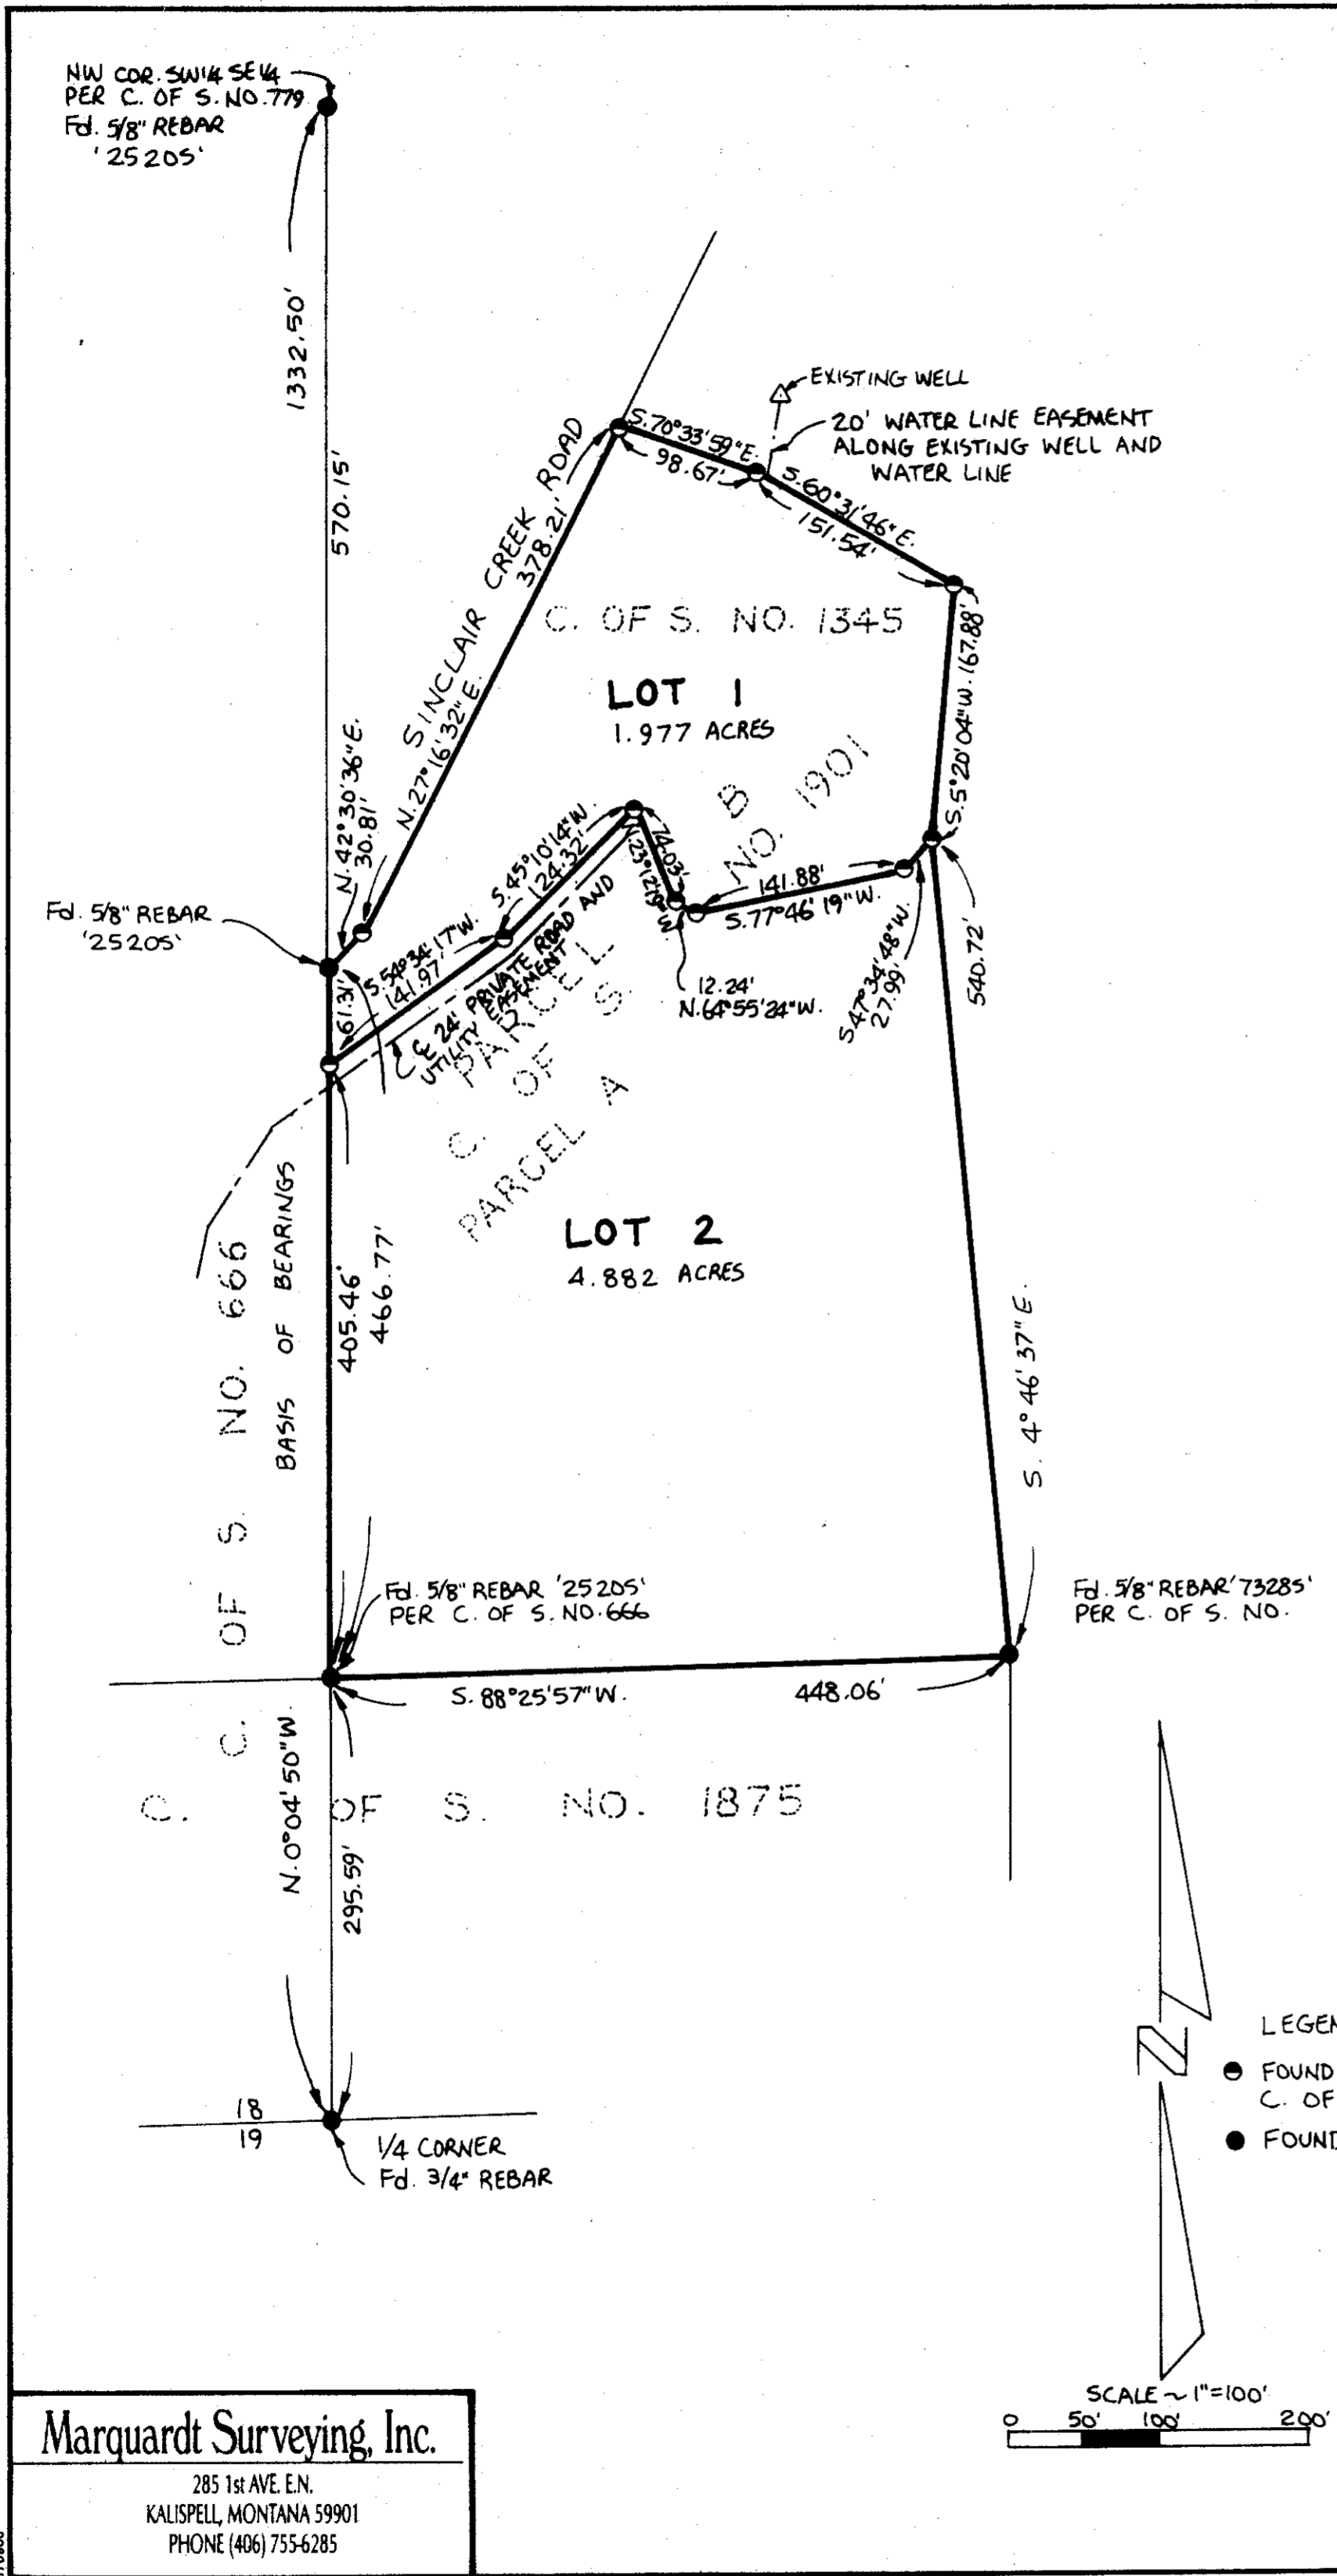 NW COR. SW1/4 SE1/4
PER C. OF S. NO. 779
Fd. 5/8" REBAR
'2520S'
1332.50'
570.15'
EXISTING WELL
20' WATER LINE EASEMENT
ALONG EXISTING WELL AND
WATER LINE
S.70°33'59"E.
98.67'
S.60°31'46"E.
151.54'
SINCLAIR CREEK ROAD
378.21'
N.27°16'32"E.
C. OF S. NO. 1345
LOT 1
1.977 ACRES
S.5°20'04"W. 167.88'
N.42°30'36"E.
30.81'
Fd. 5/8" REBAR
'2520S'
61.31'
S.54°34'17"W.
141.97'
S.45°10'14"W.
124.32'
74.03'
N.23°12'19"W
12.24'
N.64°55'24"W.
141.88'
S.77°46'19"W.
S47°34'48"W.
27.99'
540.72'
℄ 24' PRIVATE ROAD AND
UTILITY EASEMENT
PARCEL B
C. OF S. NO. 1901
PARCEL A
LOT 2
4.882 ACRES
C. OF S. NO. 666
BASIS OF BEARINGS
405.46'
466.77'
S. 4°46'37"E.
Fd. 5/8" REBAR '2520S'
PER C. OF S. NO. 666
Fd. 5/8" REBAR '7328S'
PER C. OF S. NO.
S. 88°25'57"W.
448.06'
N.0°04'50"W.
C. OF S. NO. 1875
295.59'
18
19
1/4 CORNER
Fd. 3/4" REBAR
N
LEGEN
FOUND
C. OF
FOUND
SCALE ~ 1"=100'
0 50' 100' 200'
Marquardt Surveying, Inc.
285 1st AVE. E.N.
KALISPELL, MONTANA 59901
PHONE (406) 755-6285